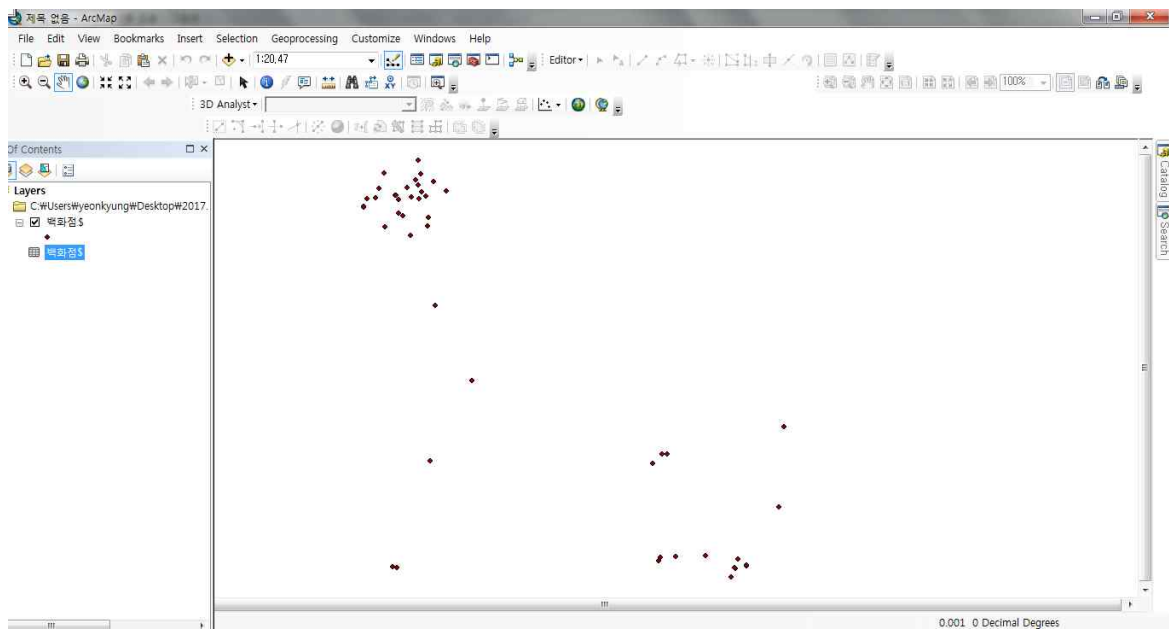 제목 없음 - ArcMap
File Edit View Bookmarks Insert Selection Geoprocessing Customize Windows Help
1:20,47
Editor
100%
3D Analyst
Of Contents
Layers
C:₩Users₩yeonkyung₩Desktop₩2017.
백화점$
백화점$
Catalog
Search
0.001 0 Decimal Degrees